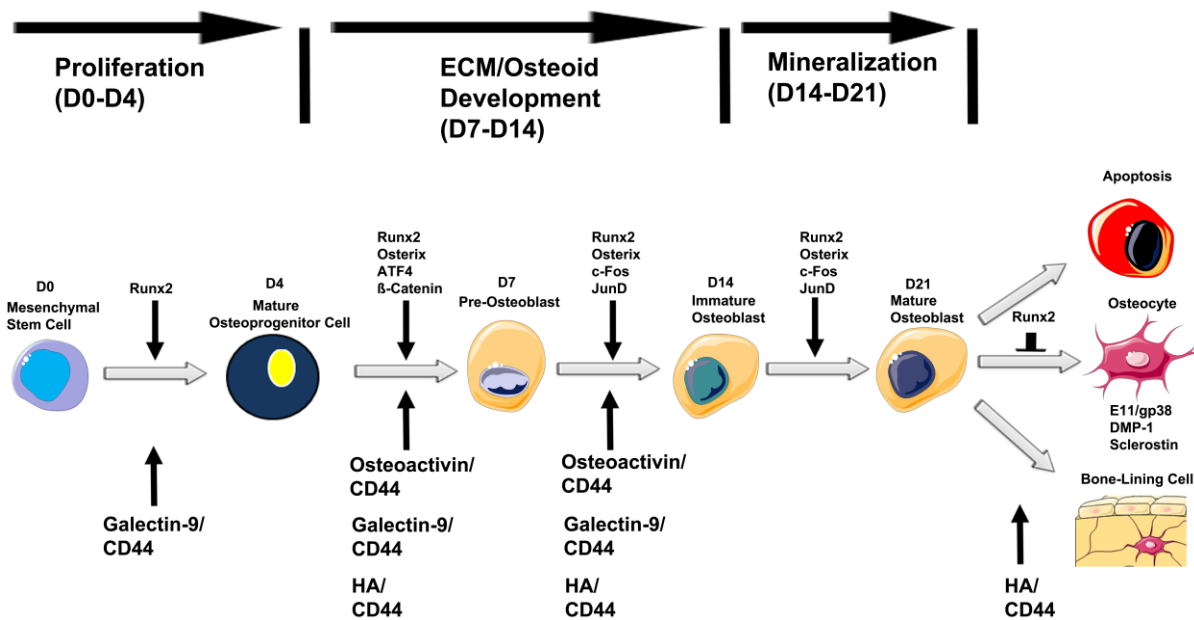 Proliferation
(D0-D4)
ECM/Osteoid
Development
(D7-D14)
Mineralization
(D14-D21)
D0
Mesenchymal
Stem Cell
Runx2
D4
Mature
Osteoprogenitor Cell
Runx2
Osterix
ATF4
ß-Catenin
D7
Pre-Osteoblast
Runx2
Osterix
c-Fos
JunD
D14
Immature
Osteoblast
Runx2
Osterix
c-Fos
JunD
D21
Mature
Osteoblast
Apoptosis
Runx2
Osteocyte
E11/gp38
DMP-1
Sclerostin
Bone-Lining Cell
Galectin-9/
CD44
Osteoactivin/
CD44
Galectin-9/
CD44
HA/
CD44
Osteoactivin/
CD44
Galectin-9/
CD44
HA/
CD44
HA/
CD44